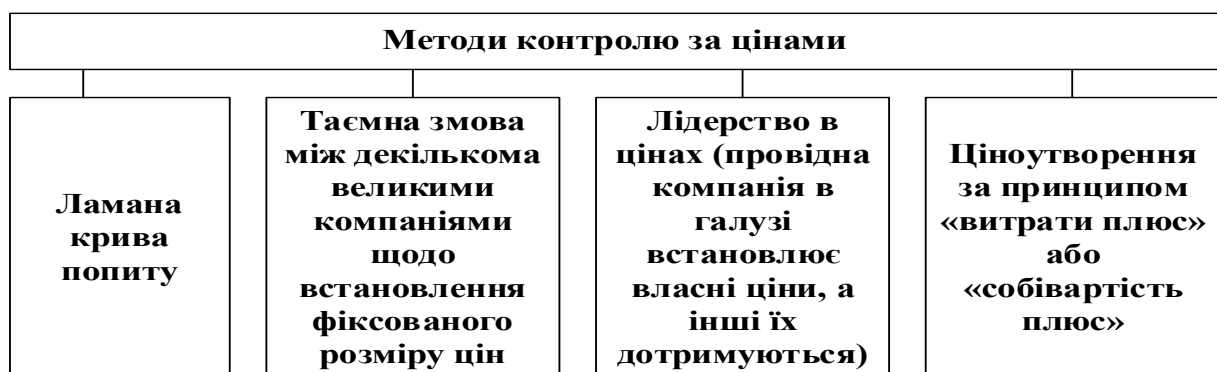 Методи контролю за цінами
Ламана
крива
попиту
Таємна змова
між декількома
великими
компаніями
щодо
встановлення
фіксованого
розміру цін
Лідерство в
цінах (провідна
компанія в
галузі
встановлює
власні ціни, а
інші їх
дотримуються)
Ціноутворення
за принципом
«витрати плюс»
або
«собівартість
плюс»